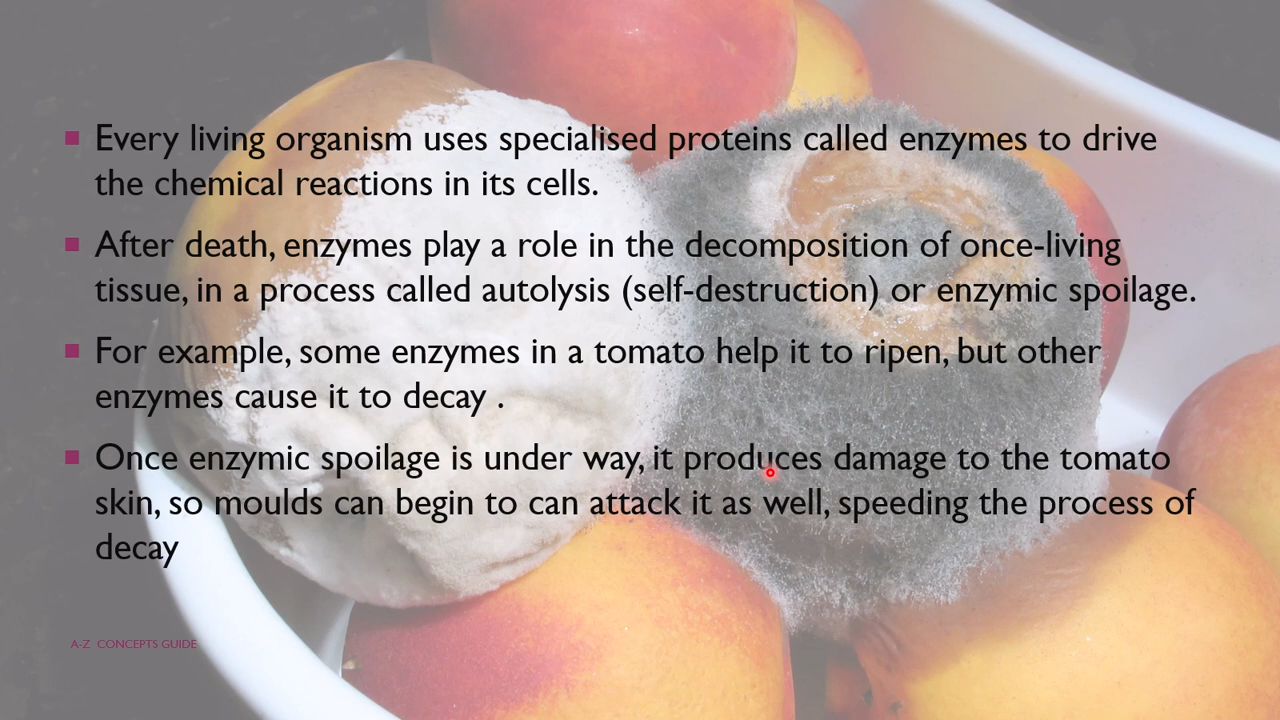 Every living organism uses specialised proteins called enzymes to drive
the chemical reactions in its cells.
After death, enzymes play a role in the decomposition of once-living
tissue, in a process called autolysis (self-destruction) or enzymic spoilage.
For example, some enzymes in a tomato help it to ripen, but other
enzymes cause it to decay .
Once enzymic spoilage is under way, it produces damage to the tomato
skin, so moulds can begin to can attack it as well, speeding the process of
decay
A-Z CONCEPTS GUIDE